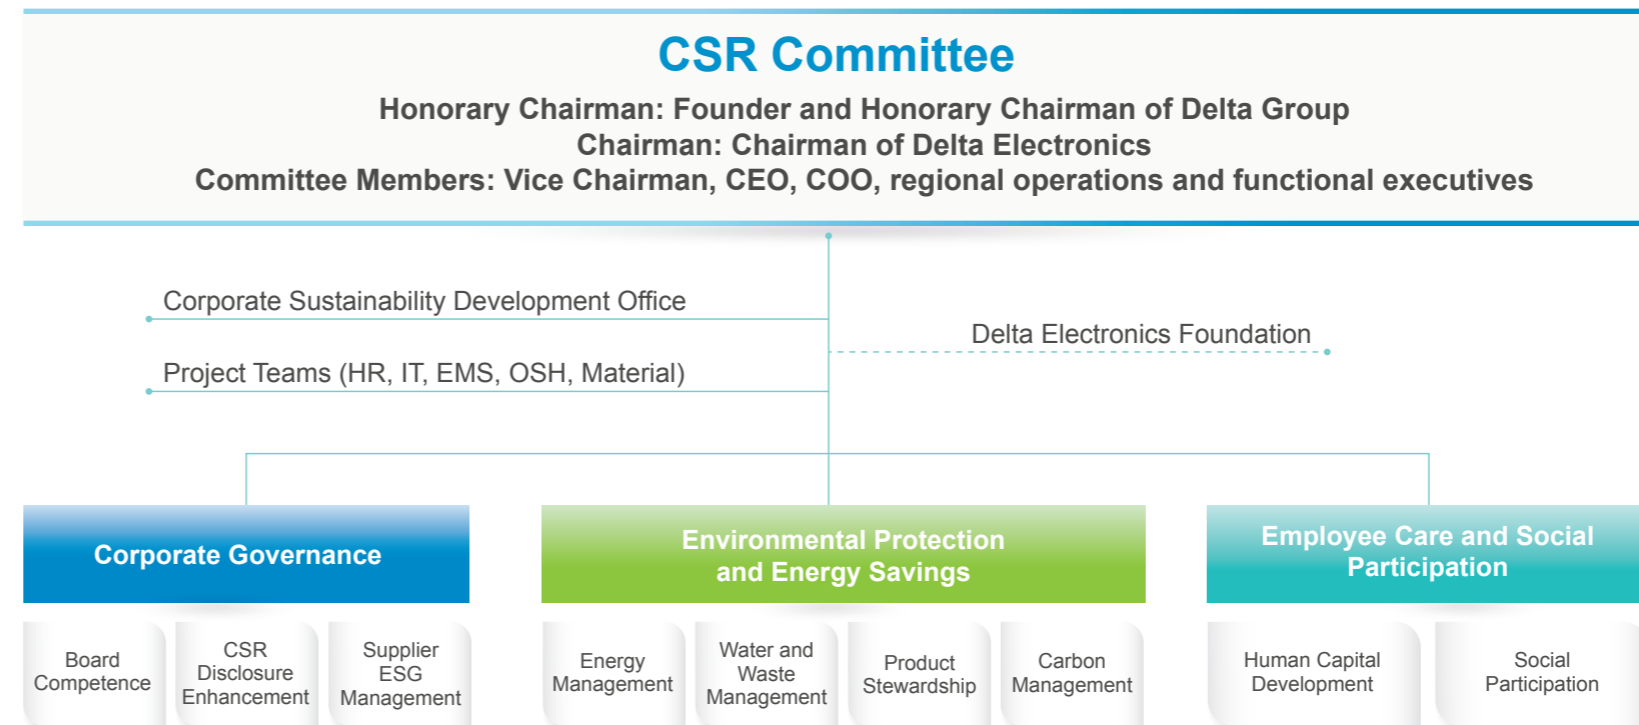 CSR Committee
Honorary Chairman: Founder and Honorary Chairman of Delta Group
Chairman: Chairman of Delta Electronics
Committee Members: Vice Chairman, CEO, COO, regional operations and functional executives
Corporate Sustainability Development Office
Delta Electronics Foundation
Project Teams (HR, IT, EMS, OSH, Material)
Corporate Governance
Environmental Protection
and Energy Savings
Employee Care and Social
Participation
Board
Competence
CSR
Disclosure
Enhancement
Supplier
ESG
Management
Energy
Management
Water and
Waste
Management
Product
Stewardship
Carbon
Management
Human Capital
Development
Social
Participation